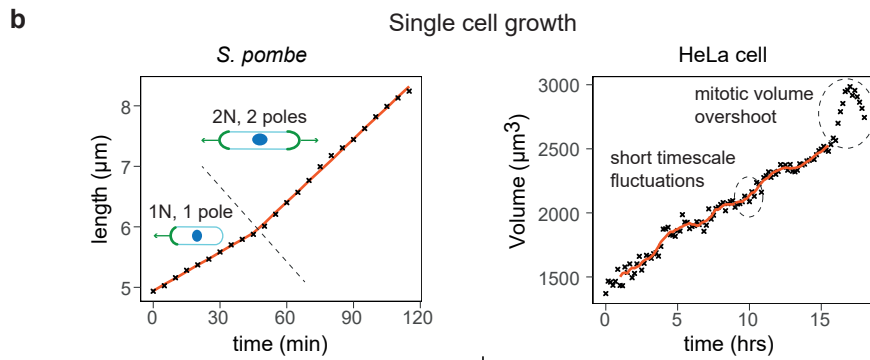 b
Single cell growth
S. pombe
length (µm)
8
7
6
5
2N, 2 poles
1N, 1 pole
0
30
60
90
120
time (min)
HeLa cell
Volume (µm3)
3000
2500
2000
1500
mitotic volume
overshoot
short timescale
fluctuations
0
5
10
15
time (hrs)